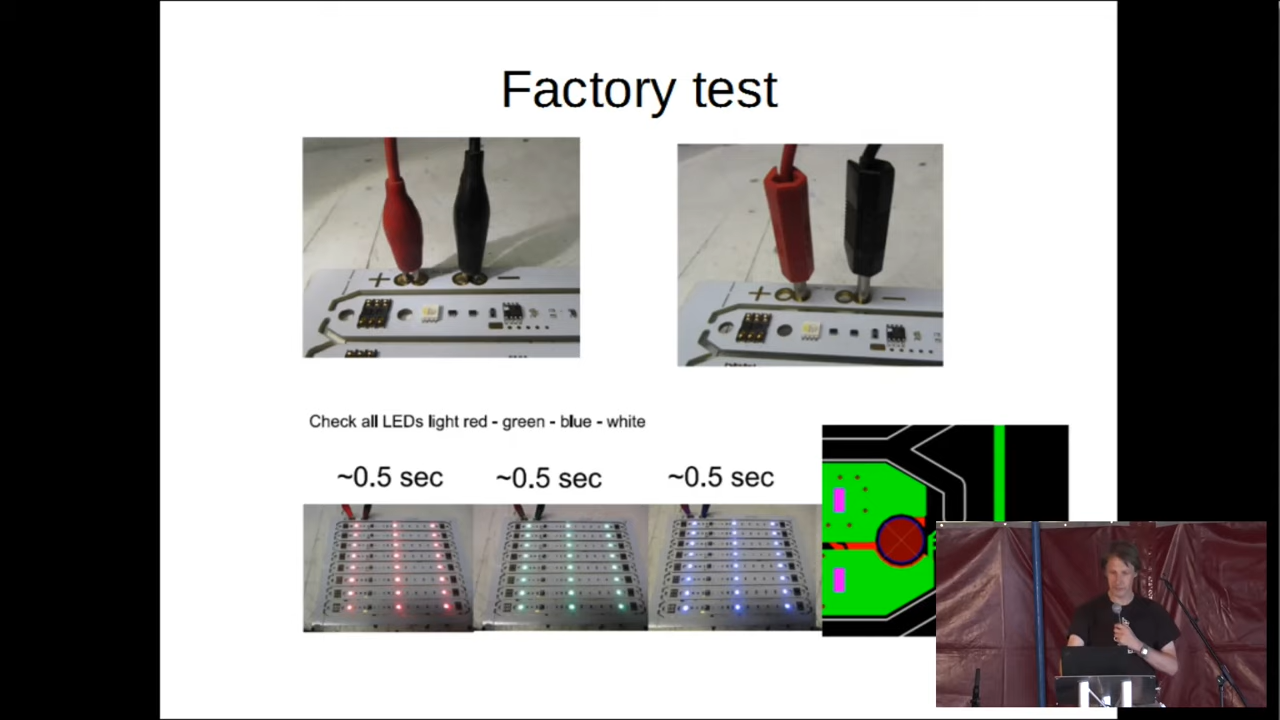 Factory test
+ −
+ −
Check all LEDs light red - green - blue - white
~0.5 sec ~0.5 sec ~0.5 sec